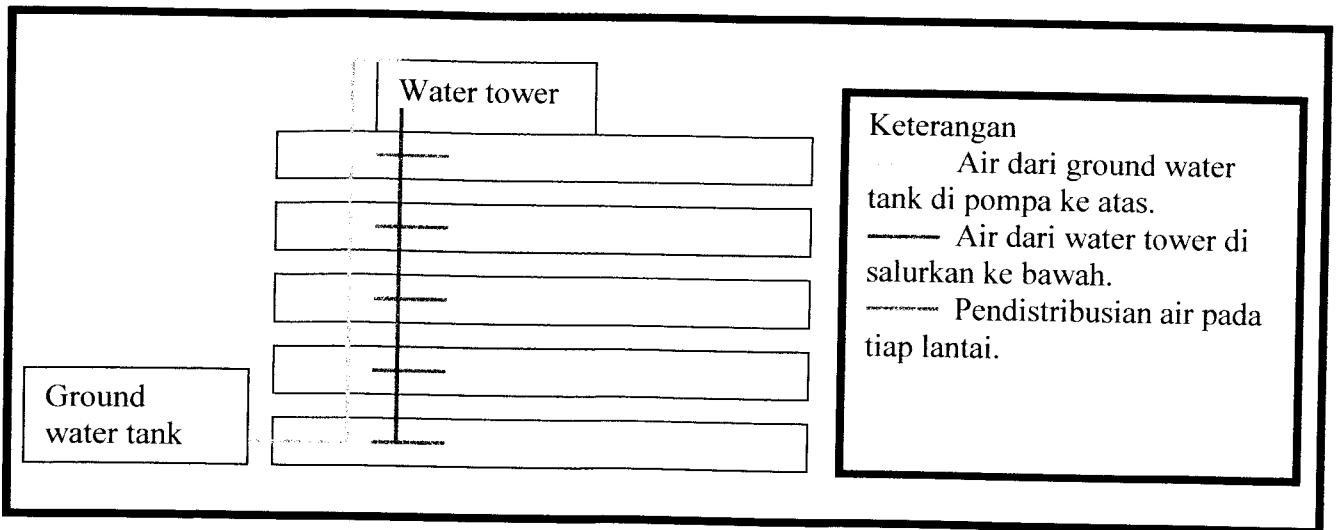 Water tower
Ground
water tank
Keterangan
Air dari ground water
tank di pompa ke atas.
Air dari water tower di
salurkan ke bawah.
Pendistribusian air pada
tiap lantai.